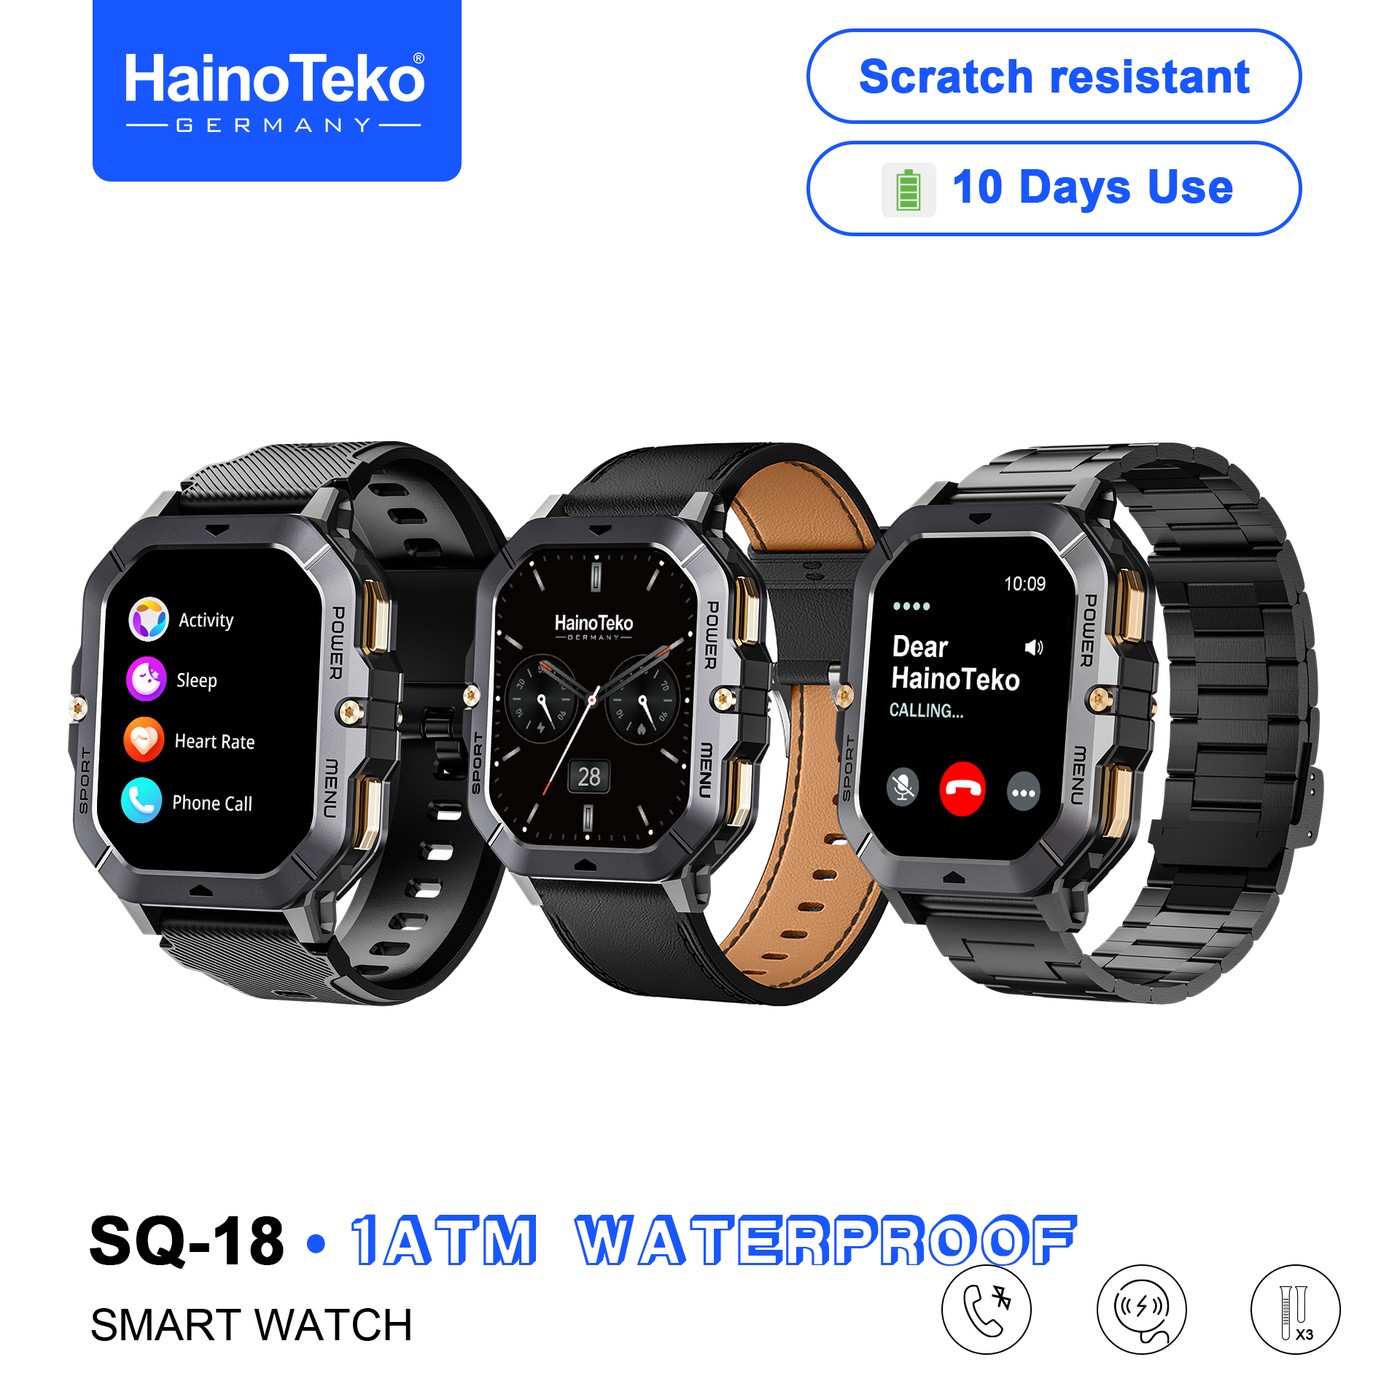 HainoTeko®
GERMANY
Scratch resistant
10 Days Use
Activity
Sleep
Heart Rate
Phone Call
POWER
MENU
SPORT
HainoTeko
GERMANY
28
POWER
MENU
SPORT
10:09
Dear
HainoTeko
CALLING...
POWER
MENU
SPORT
SQ-18 • 1ATM WATERPROOF
SMART WATCH
X3